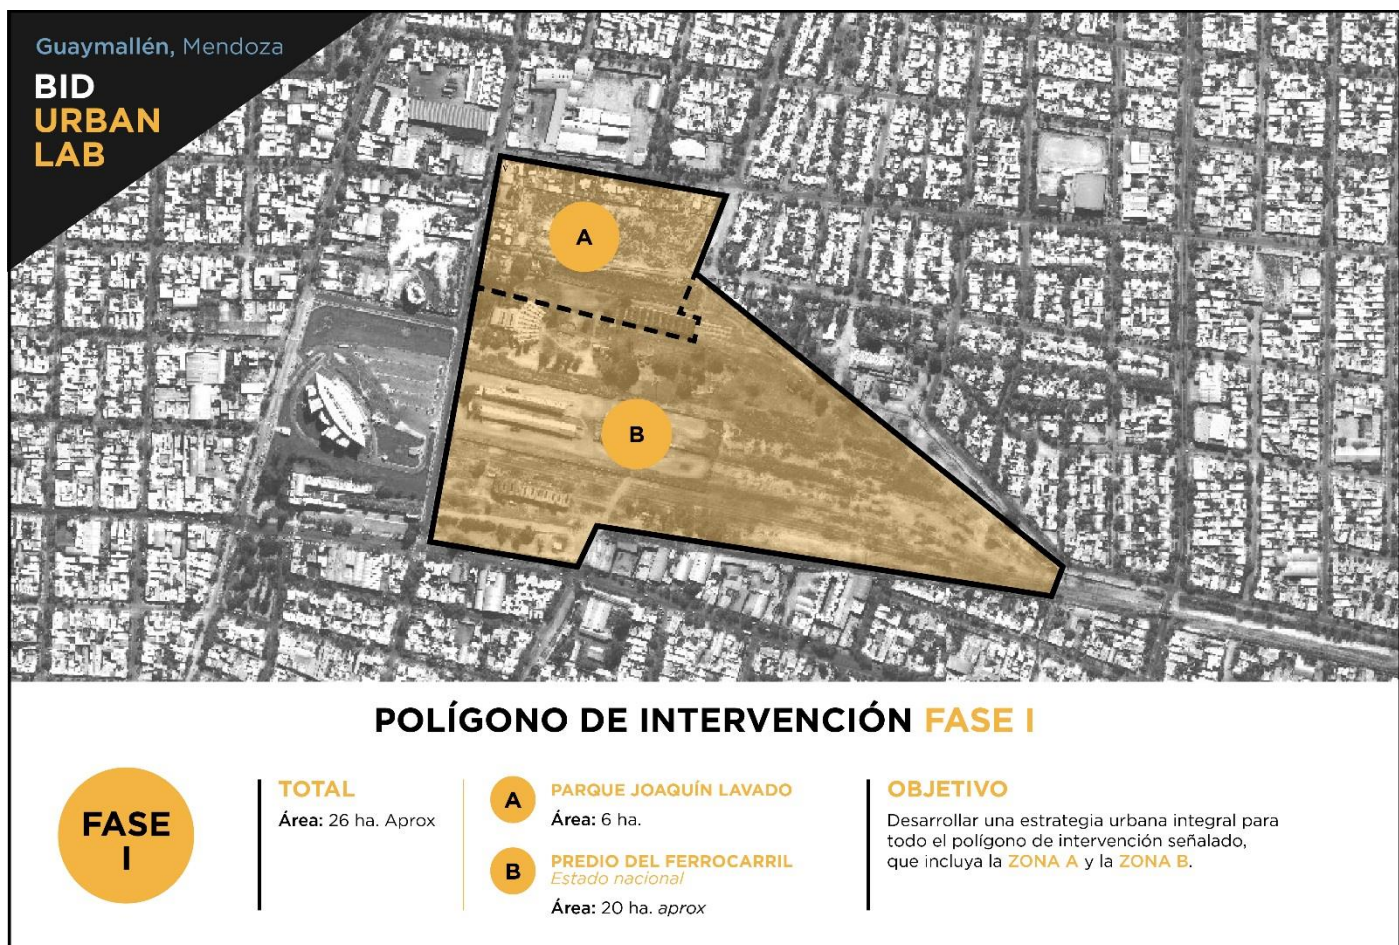 Guaymallén, Mendoza
BID
URBAN
LAB
A
B
POLÍGONO DE INTERVENCIÓN FASE I
FASE
I
TOTAL
Área: 26 ha. Aprox
A
PARQUE JOAQUÍN LAVADO
Área: 6 ha.
B
PREDIO DEL FERROCARRIL
Estado nacional
Área: 20 ha. aprox
OBJETIVO
Desarrollar una estrategia urbana integral para
todo el polígono de intervención señalado,
que incluya la ZONA A y la ZONA B.